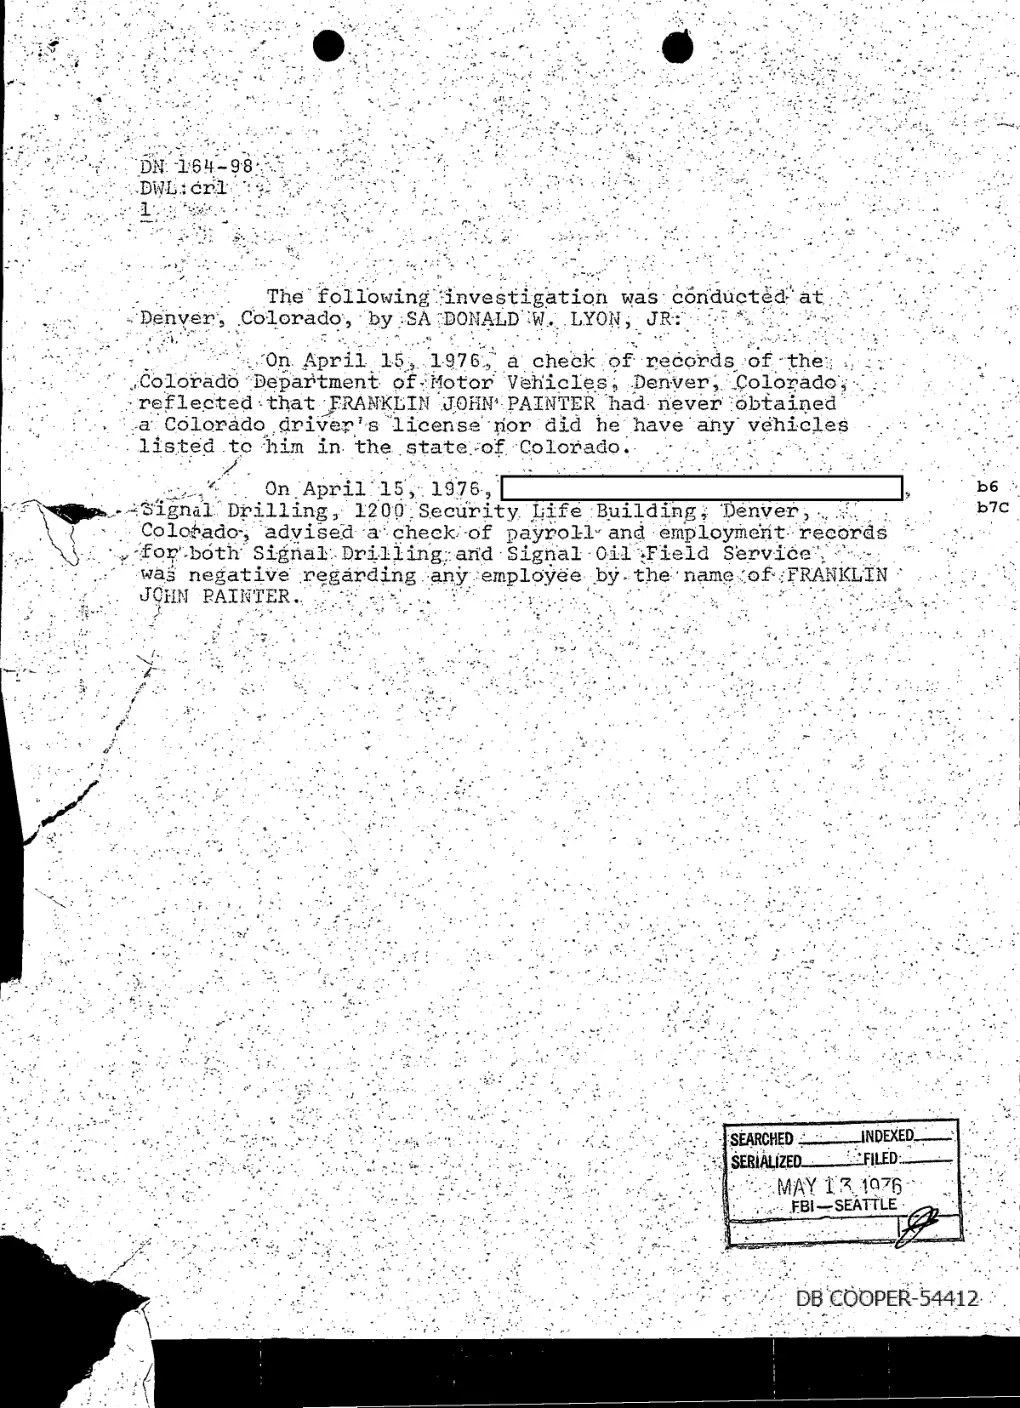 DN 164-98
DWL:crl
1
The following investigation was conducted at
Denver, Colorado, by SA DONALD W. LYON, JR:
On April 15, 1976, a check of records of the
Colorado Department of Motor Vehicles, Denver, Colorado,
reflected that FRANKLIN JOHN PAINTER had never obtained
a Colorado driver's license nor did he have any vehicles
listed to him in the state of Colorado.
On April 15, 1976, ,
b6
Signal Drilling, 1200 Security Life Building, Denver,
b7C
Colorado, advised a check of payroll and employment records
for both Signal Drilling and Signal Oil Field Service
was negative regarding any employee by the name of FRANKLIN
JOHN PAINTER.
SEARCHED INDEXED
SERIALIZED FILED
MAY 13 1976
FBI—SEATTLE
DB COOPER-54412